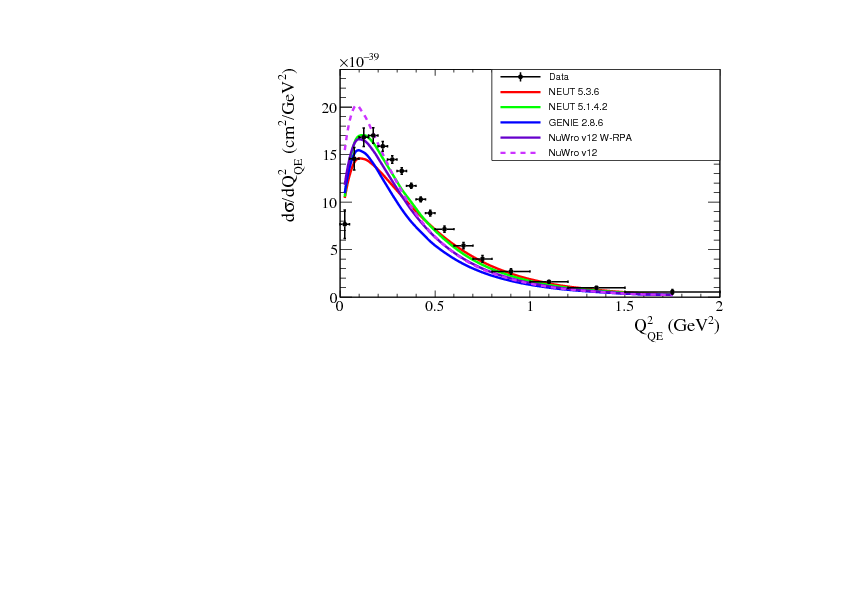 ×10⁻³⁹
dσ/dQ²QE (cm²/GeV²)
20
15
10
5
0
Data
NEUT 5.3.6
NEUT 5.1.4.2
GENIE 2.8.6
NuWro v12 W-RPA
NuWro v12
0 0.5 1 1.5 2
Q²QE (GeV²)